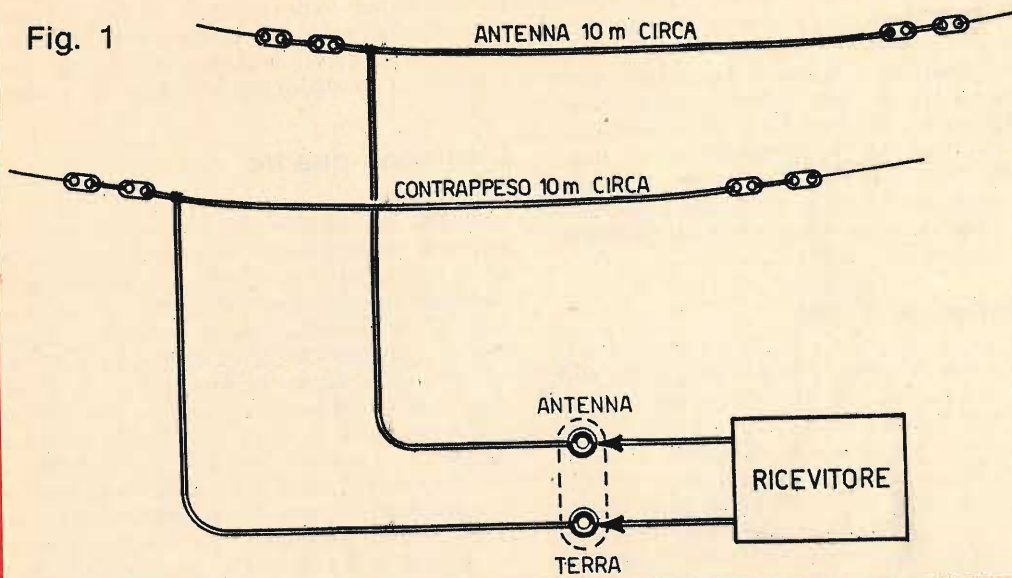 Fig. 1
ANTENNA 10 m CIRCA
CONTRAPPESO 10 m CIRCA
ANTENNA
RICEVITORE
TERRA